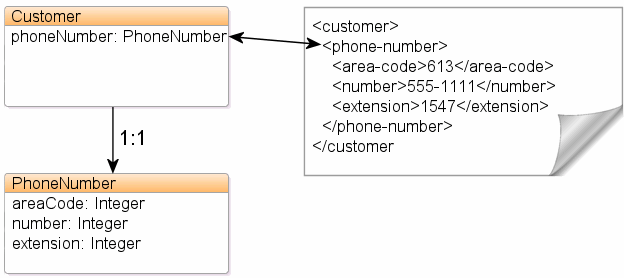 Customer
phoneNumber: PhoneNumber
1:1
PhoneNumber
areaCode: Integer
number: Integer
extension: Integer
<customer>
<phone-number>
<area-code>613</area-code>
<number>555-1111</number>
<extension>1547</extension>
</phone-number>
</customer